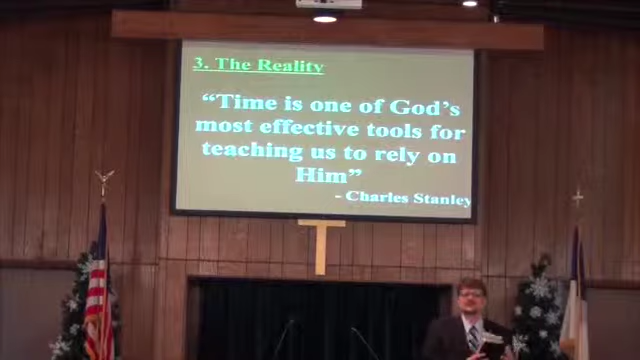 3. The Reality
“Time is one of God’s
most effective tools for
teaching us to rely on
Him”
- Charles Stanley